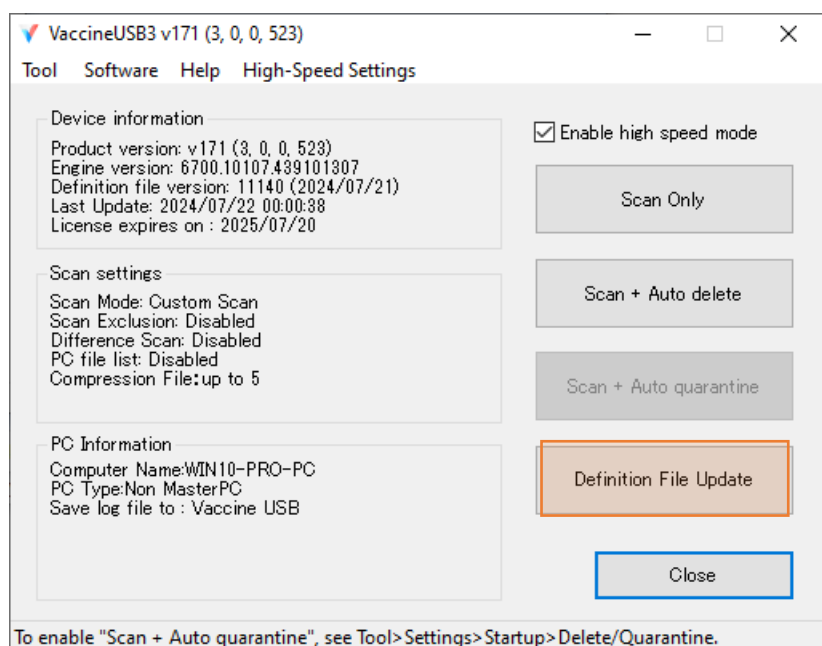 VaccineUSB3 v171 (3, 0, 0, 523)
Tool Software Help High-Speed Settings
Device information
Product version: v171 (3, 0, 0, 523)
Engine version: 6700.10107.439101307
Definition file version: 11140 (2024/07/21)
Last Update: 2024/07/22 00:00:38
License expires on : 2025/07/20
Enable high speed mode
Scan Only
Scan settings
Scan Mode: Custom Scan
Scan Exclusion: Disabled
Difference Scan: Disabled
PC file list: Disabled
Compression File:up to 5
Scan + Auto delete
Scan + Auto quarantine
PC Information
Computer Name:WIN10-PRO-PC
PC Type:Non MasterPC
Save log file to : Vaccine USB
Definition File Update
Close
To enable "Scan + Auto quarantine", see Tool>Settings>Startup>Delete/Quarantine.